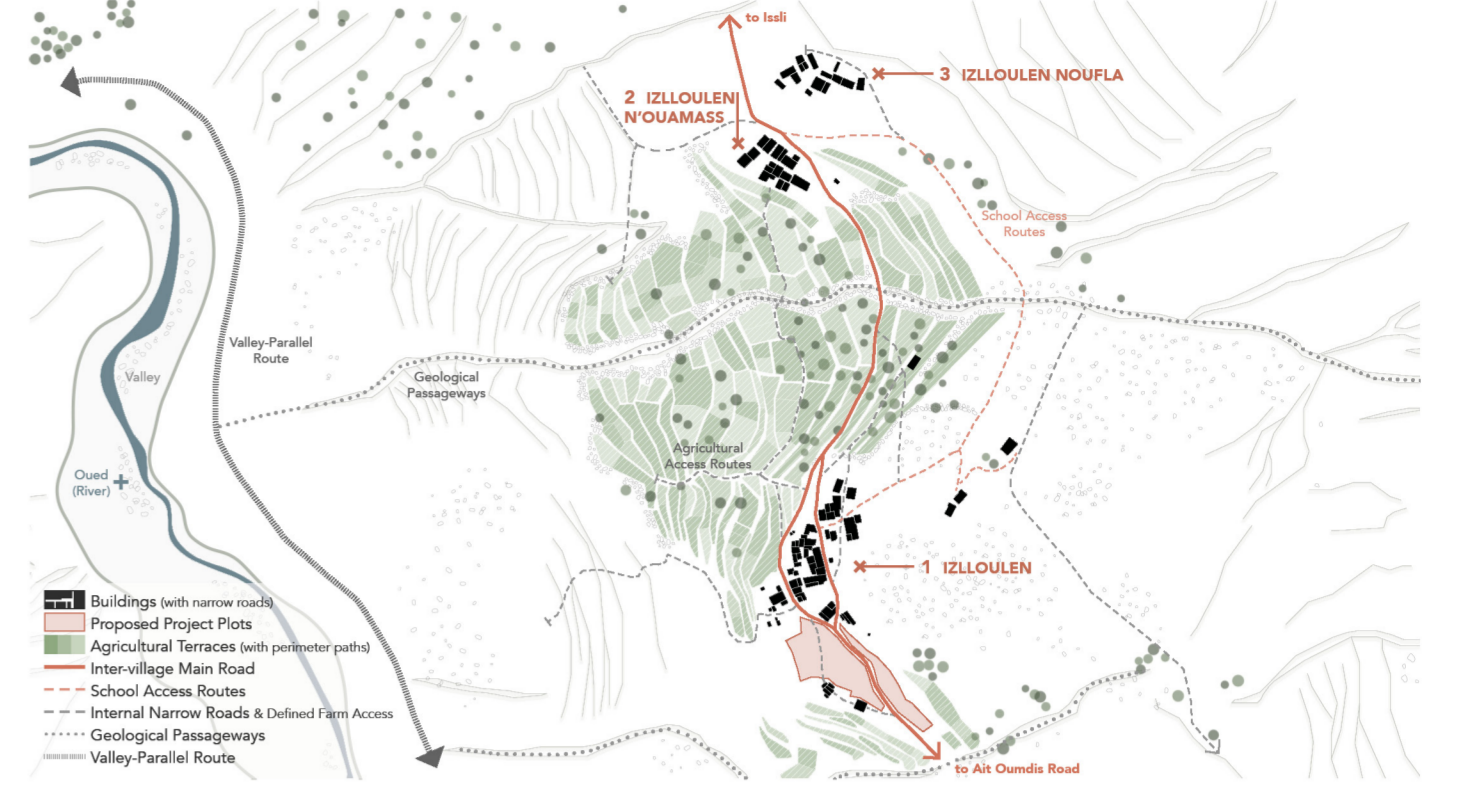 to Issli
3 IZLLOULEN NOUFLA
2 IZLLOULEN
N'OUAMASS
School Access
Routes
Valley-Parallel
Route
Valley
Geological
Passageways
Agricultural
Access Routes
Oued
(River)
1 IZLLOULEN
Buildings (with narrow roads)
Proposed Project Plots
Agricultural Terraces (with perimeter paths)
Inter-village Main Road
School Access Routes
Internal Narrow Roads & Defined Farm Access
Geological Passageways
Valley-Parallel Route
to Ait Oumdis Road